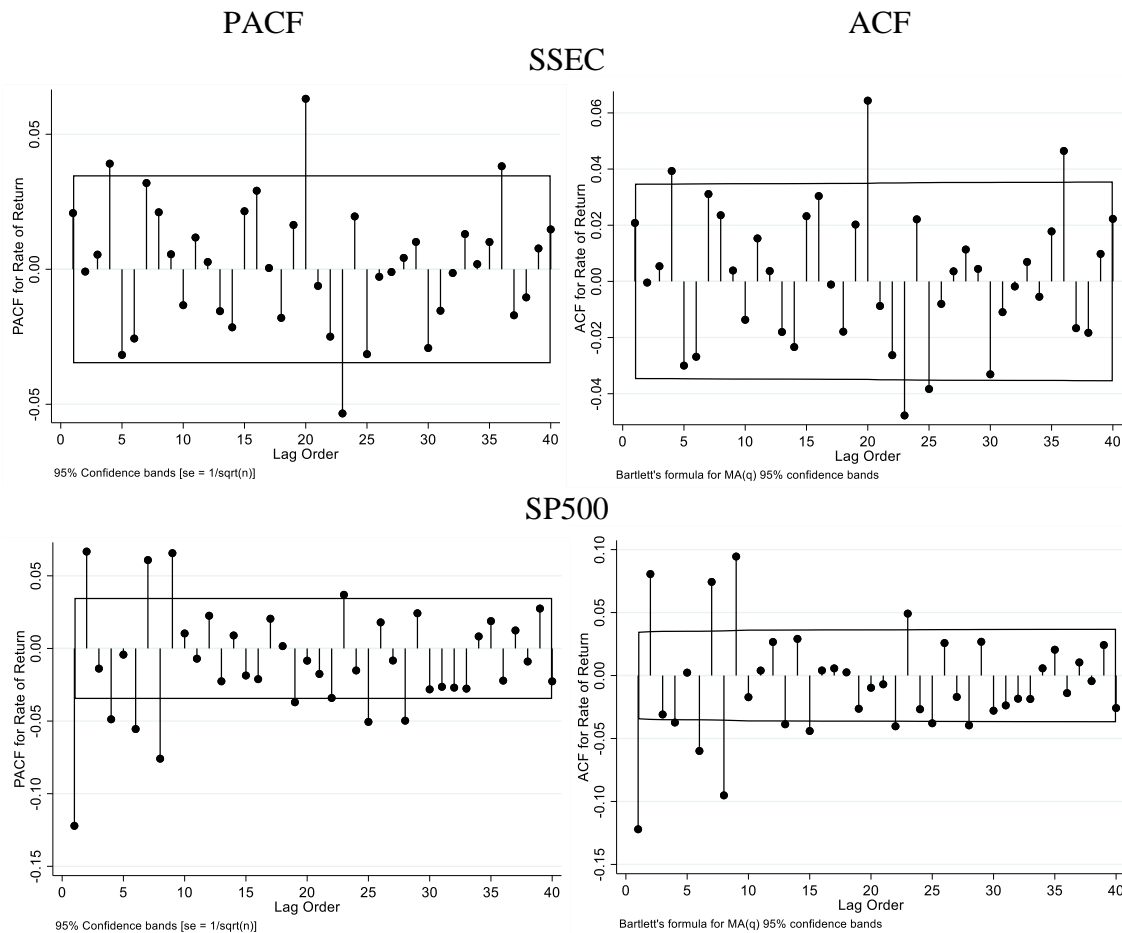 PACF
ACF
SSEC
PACF for Rate of Return
0.05
0.00
-0.05
0 5 10 15 20 25 30 35 40
Lag Order
95% Confidence bands [se = 1/sqrt(n)]
ACF for Rate of Return
0.06
0.04
0.02
0.00
-0.02
-0.04
0 5 10 15 20 25 30 35 40
Lag Order
Bartlett's formula for MA(q) 95% confidence bands
SP500
PACF for Rate of Return
0.05
0.00
-0.05
-0.10
-0.15
0 5 10 15 20 25 30 35 40
Lag Order
95% Confidence bands [se = 1/sqrt(n)]
ACF for Rate of Return
0.10
0.05
0.00
-0.05
-0.10
-0.15
0 5 10 15 20 25 30 35 40
Lag Order
Bartlett's formula for MA(q) 95% confidence bands